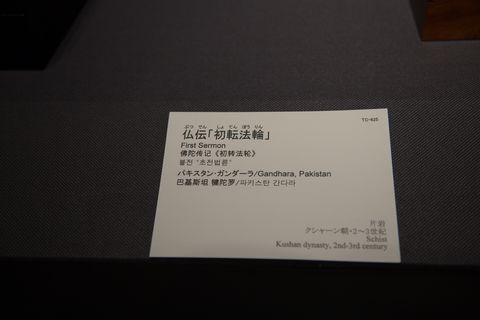 TC-625
ぶつ でん しょ てん ぼう りん
仏伝「初転法輪」
First Sermon
佛陀传记《初转法轮》
불전 "초전법륜"
パキスタン・ガンダーラ/Gandhara, Pakistan
巴基斯坦 犍陀罗/파키스탄 간다라
片岩
クシャーン朝・2～3世紀
Schist
Kushan dynasty, 2nd-3rd century